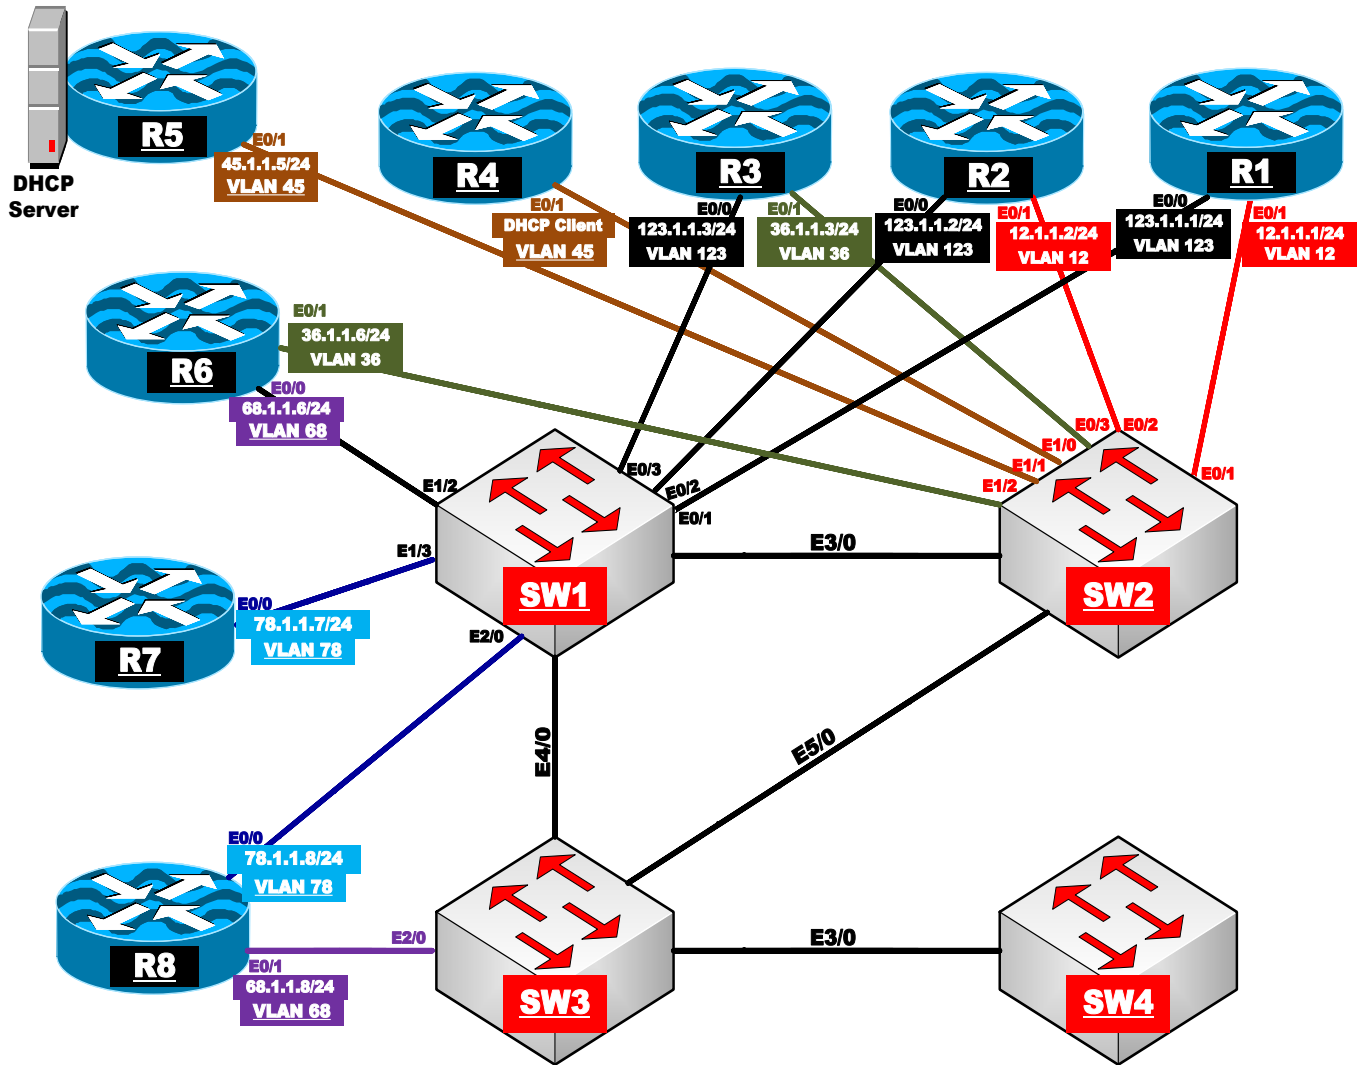 R5
DHCP
Server
E0/1
45.1.1.5/24
VLAN 45
R4
E0/1
DHCP Client
VLAN 45
R3
E0/0
123.1.1.3/24
VLAN 123
E0/1
36.1.1.3/24
VLAN 36
R2
E0/0
123.1.1.2/24
VLAN 123
E0/1
12.1.1.2/24
VLAN 12
R1
E0/0
123.1.1.1/24
VLAN 123
E0/1
12.1.1.1/24
VLAN 12
R6
E0/1
36.1.1.6/24
VLAN 36
E0/0
68.1.1.6/24
VLAN 68
E1/2
E0/3
E0/2
E0/1
E1/3
E2/0
SW1
E3/0
E0/3
E0/2
E1/0
E1/1
E1/2
E0/1
SW2
R7
E0/0
78.1.1.7/24
VLAN 78
E4/0
E5/0
R8
E0/0
78.1.1.8/24
VLAN 78
E0/1
68.1.1.8/24
VLAN 68
E2/0
SW3
E3/0
SW4